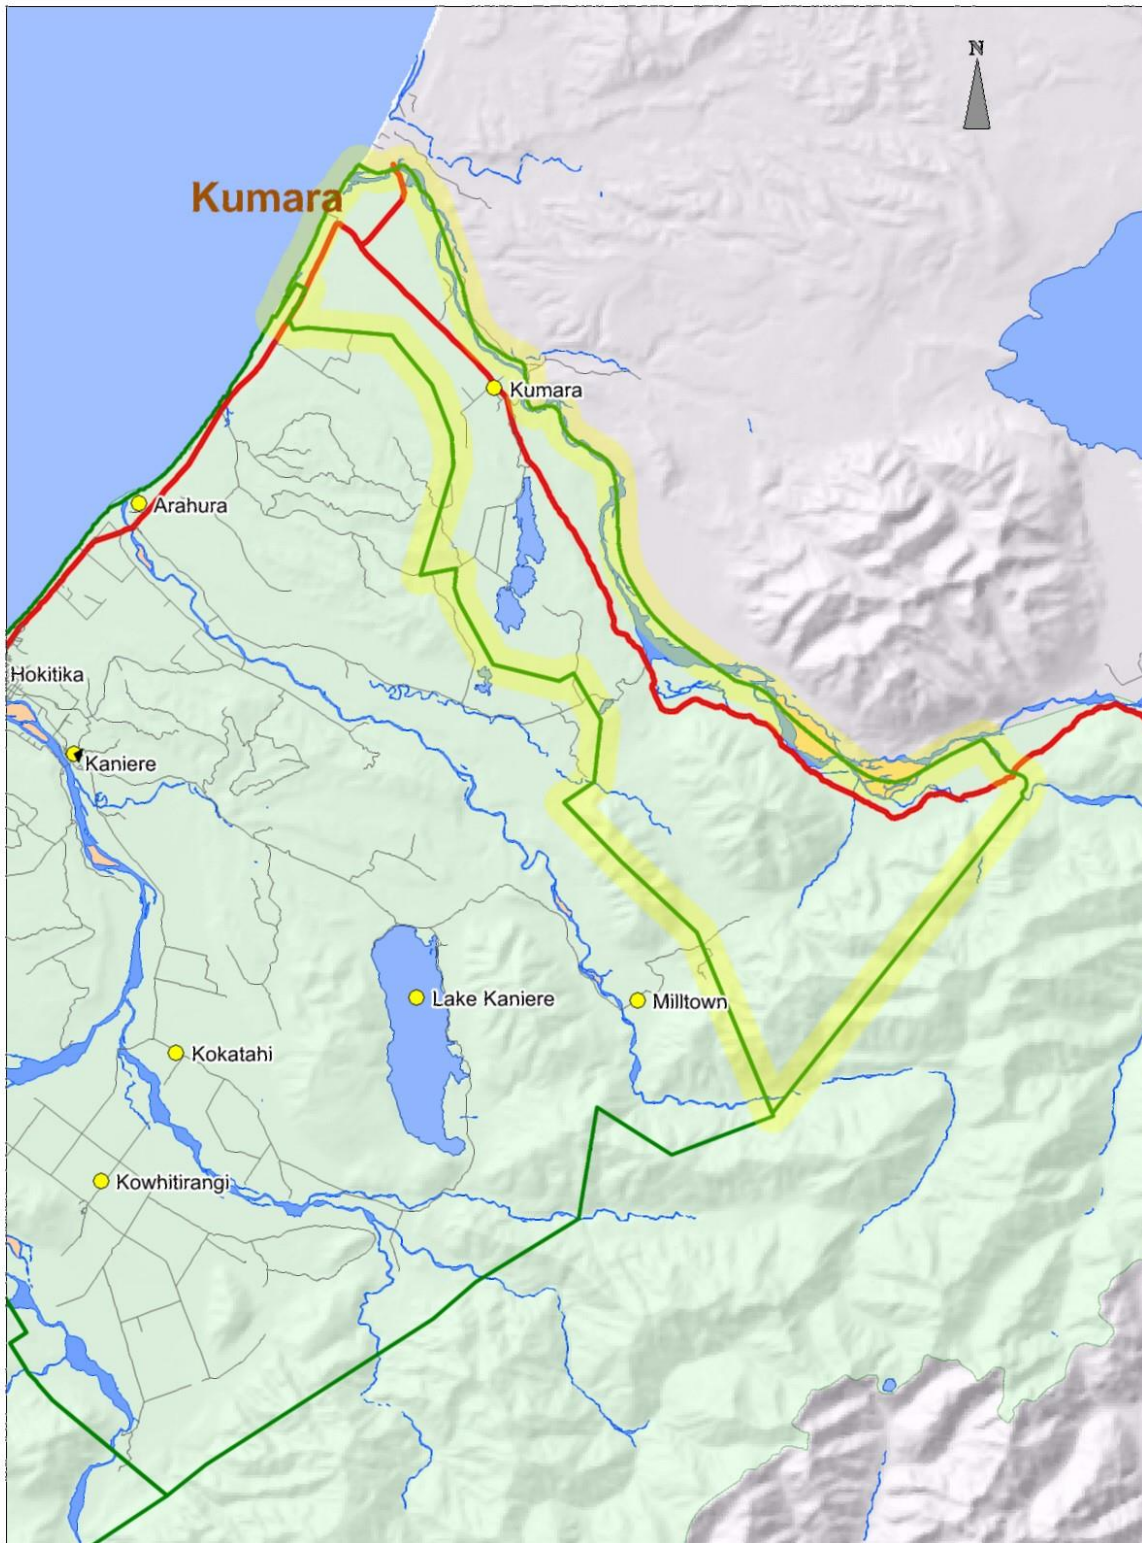 N
Kumara
Kumara
Arahura
Hokitika
Kaniere
Lake Kaniere
Milltown
Kokatahi
Kowhitirangi